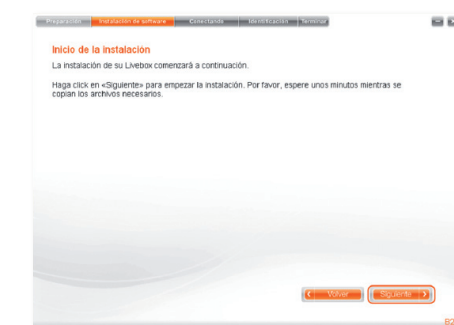 Preparación Instalación de software Conectando Identificación Terminar
Inicio de la instalación
La instalación de su Livebox comenzará a continuación.
Haga click en «Siguiente» para empezar la instalación. Por favor, espere unos minutos mientras se
copian los archivos necesarios.
Volver Siguiente
B2